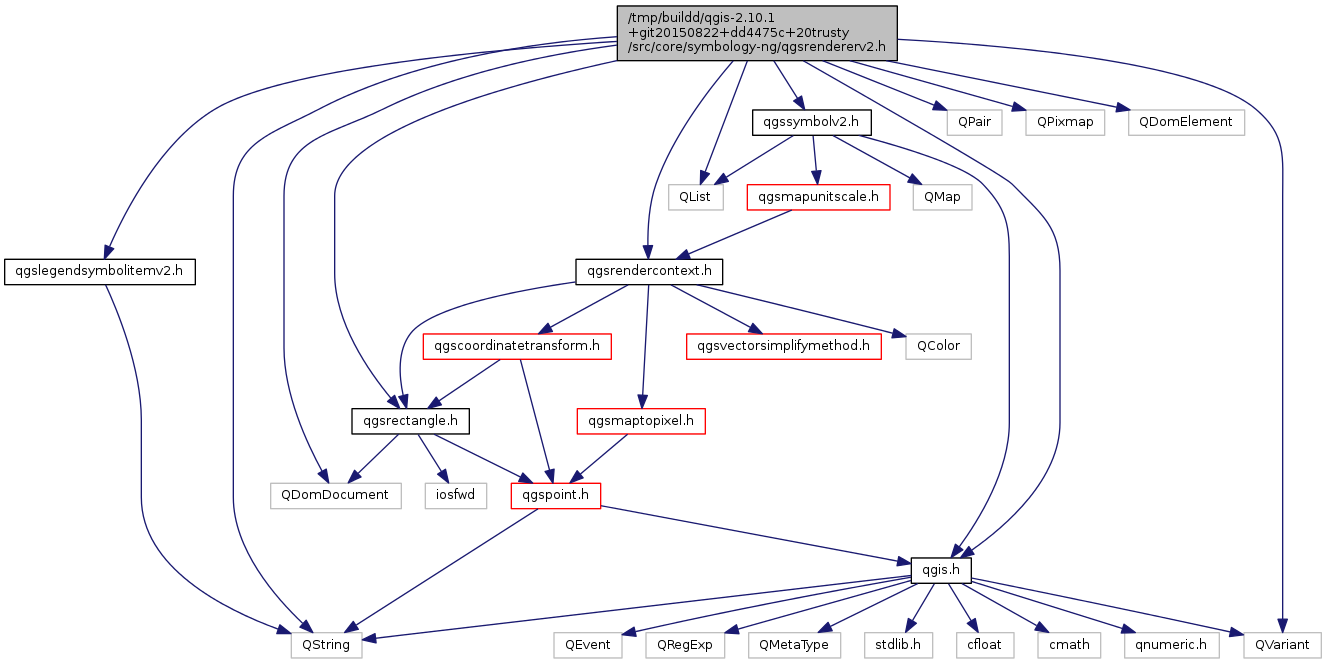 /tmp/buildd/qgis-2.10.1
+git20150822+dd4475c+20trusty
/src/core/symbology-ng/qgsrendererv2.h
qgssymbolv2.h
QPair
QPixmap
QDomElement
QList
qgsmapunitscale.h
QMap
qgslegendsymbolitemv2.h
qgsrendercontext.h
qgscoordinatetransform.h
qgsvectorsimplifymethod.h
QColor
qgsrectangle.h
qgsmaptopixel.h
QDomDocument
iosfwd
qgspoint.h
qgis.h
QString
QEvent
QRegExp
QMetaType
stdlib.h
cfloat
cmath
qnumeric.h
QVariant